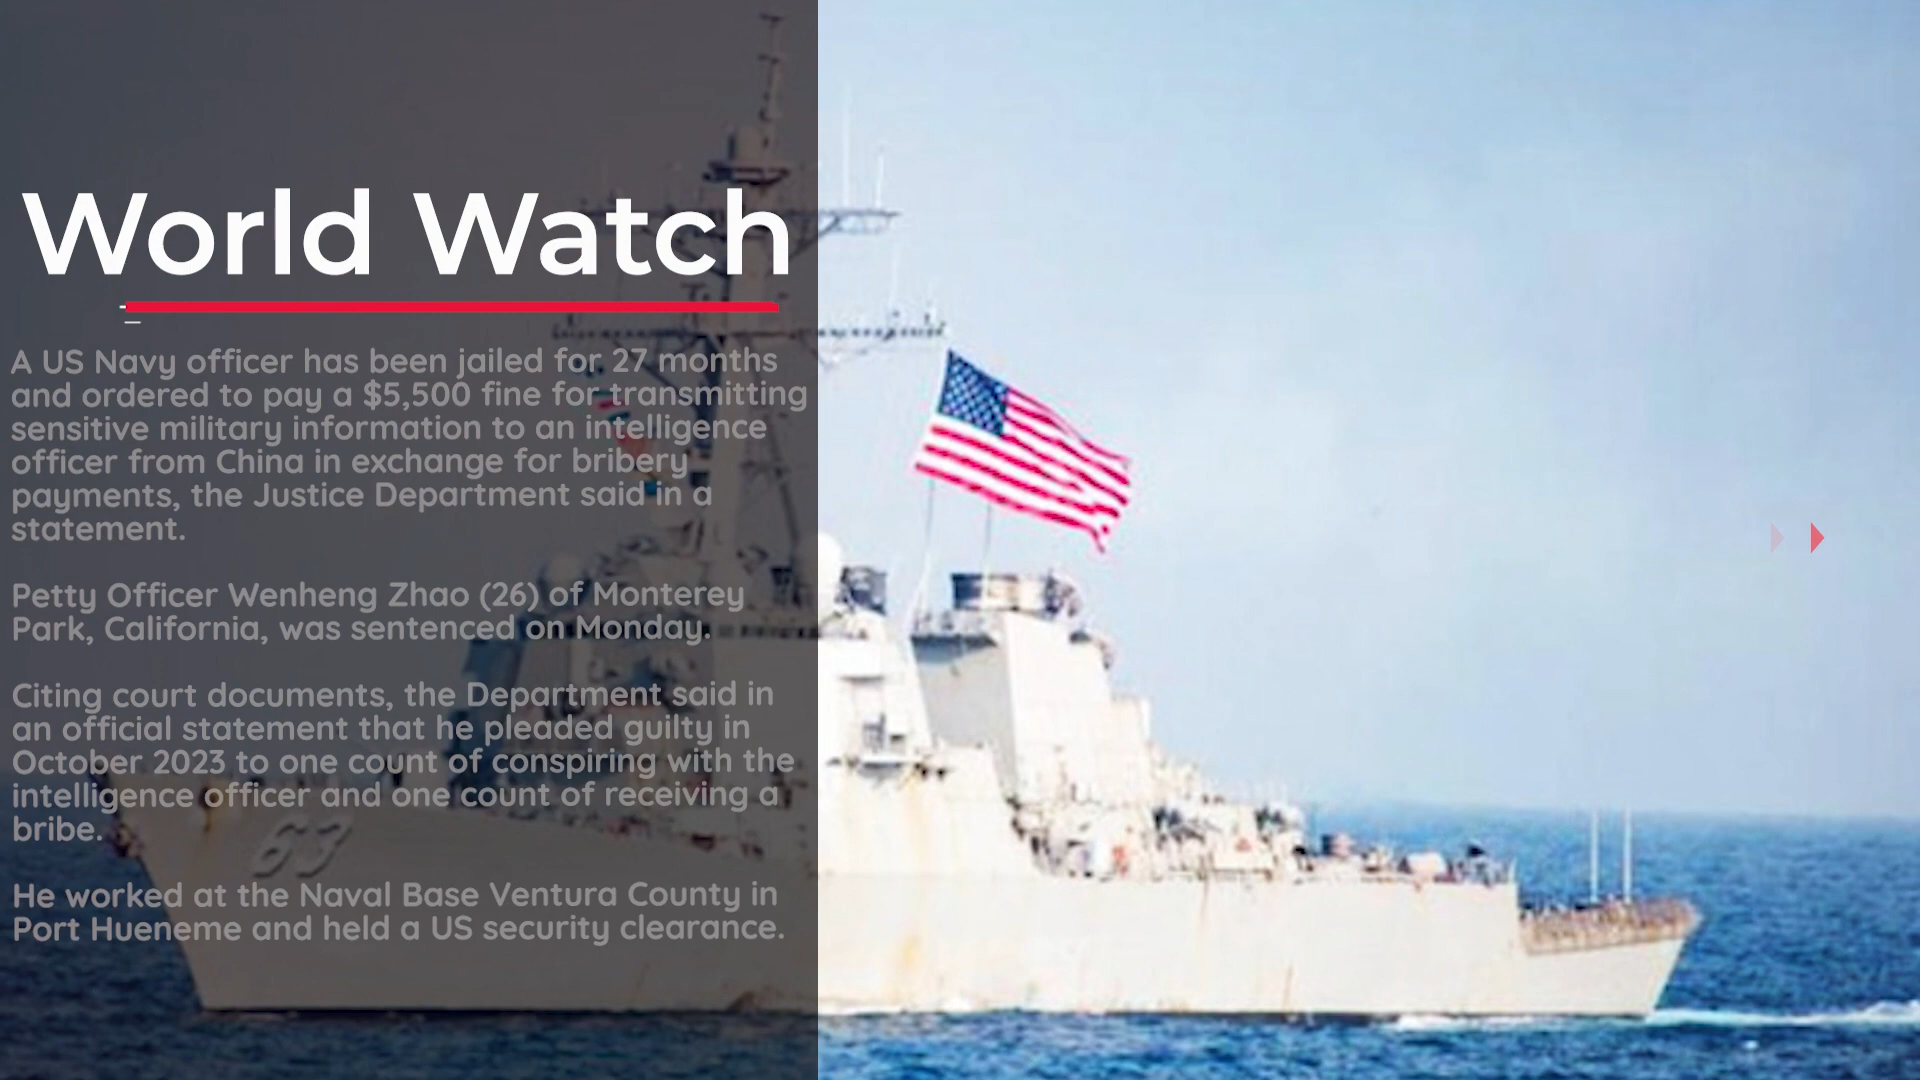 World Watch
A US Navy officer has been jailed for 27 months
and ordered to pay a $5,500 fine for transmitting
sensitive military information to an intelligence
officer from China in exchange for bribery
payments, the Justice Department said in a
statement.
Petty Officer Wenheng Zhao (26) of Monterey
Park, California, was sentenced on Monday.
Citing court documents, the Department said in
an official statement that he pleaded guilty in
October 2023 to one count of conspiring with the
intelligence officer and one count of receiving a
bribe.
63
He worked at the Naval Base Ventura County in
Port Hueneme and held a US security clearance.